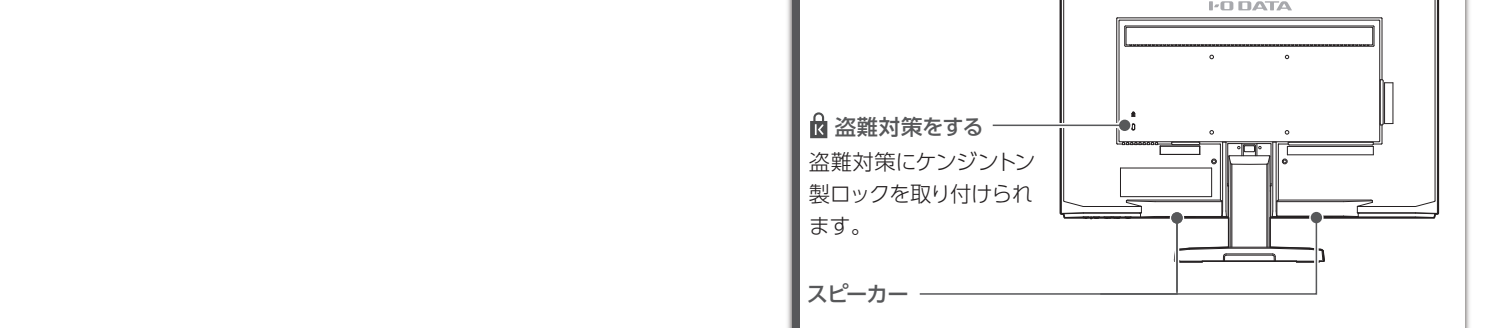 I-O DATA
盗難対策をする
盗難対策にケンジントン
製ロックを取り付けられ
ます。
スピーカー